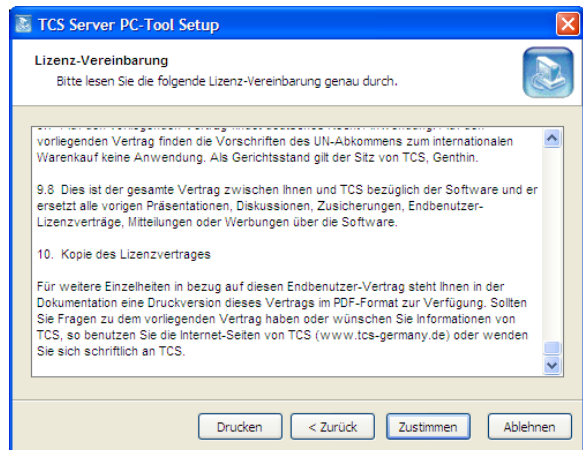 TCS Server PC-Tool Setup
Lizenz-Vereinbarung
Bitte lesen Sie die folgende Lizenz-Vereinbarung genau durch.
vorliegenden Vertrag finden die Vorschriften des UN-Abkommens zum internationalen
Warenkauf keine Anwendung. Als Gerichtsstand gilt der Sitz von TCS, Genthin.
9.8 Dies ist der gesamte Vertrag zwischen Ihnen und TCS bezüglich der Software und er
ersetzt alle vorigen Präsentationen, Diskussionen, Zusicherungen, Endbenutzer-
Lizenzverträge, Mitteilungen oder Werbungen über die Software.
10. Kopie des Lizenzvertrages
Für weitere Einzelheiten in bezug auf diesen Endbenutzer-Vertrag steht Ihnen in der
Dokumentation eine Druckversion dieses Vertrags im PDF-Format zur Verfügung. Sollten
Sie Fragen zu dem vorliegenden Vertrag haben oder wünschen Sie Informationen von
TCS, so benutzen Sie die Internet-Seiten von TCS (www.tcs-germany.de) oder wenden
Sie sich schriftlich an TCS.
Drucken < Zurück Zustimmen Ablehnen